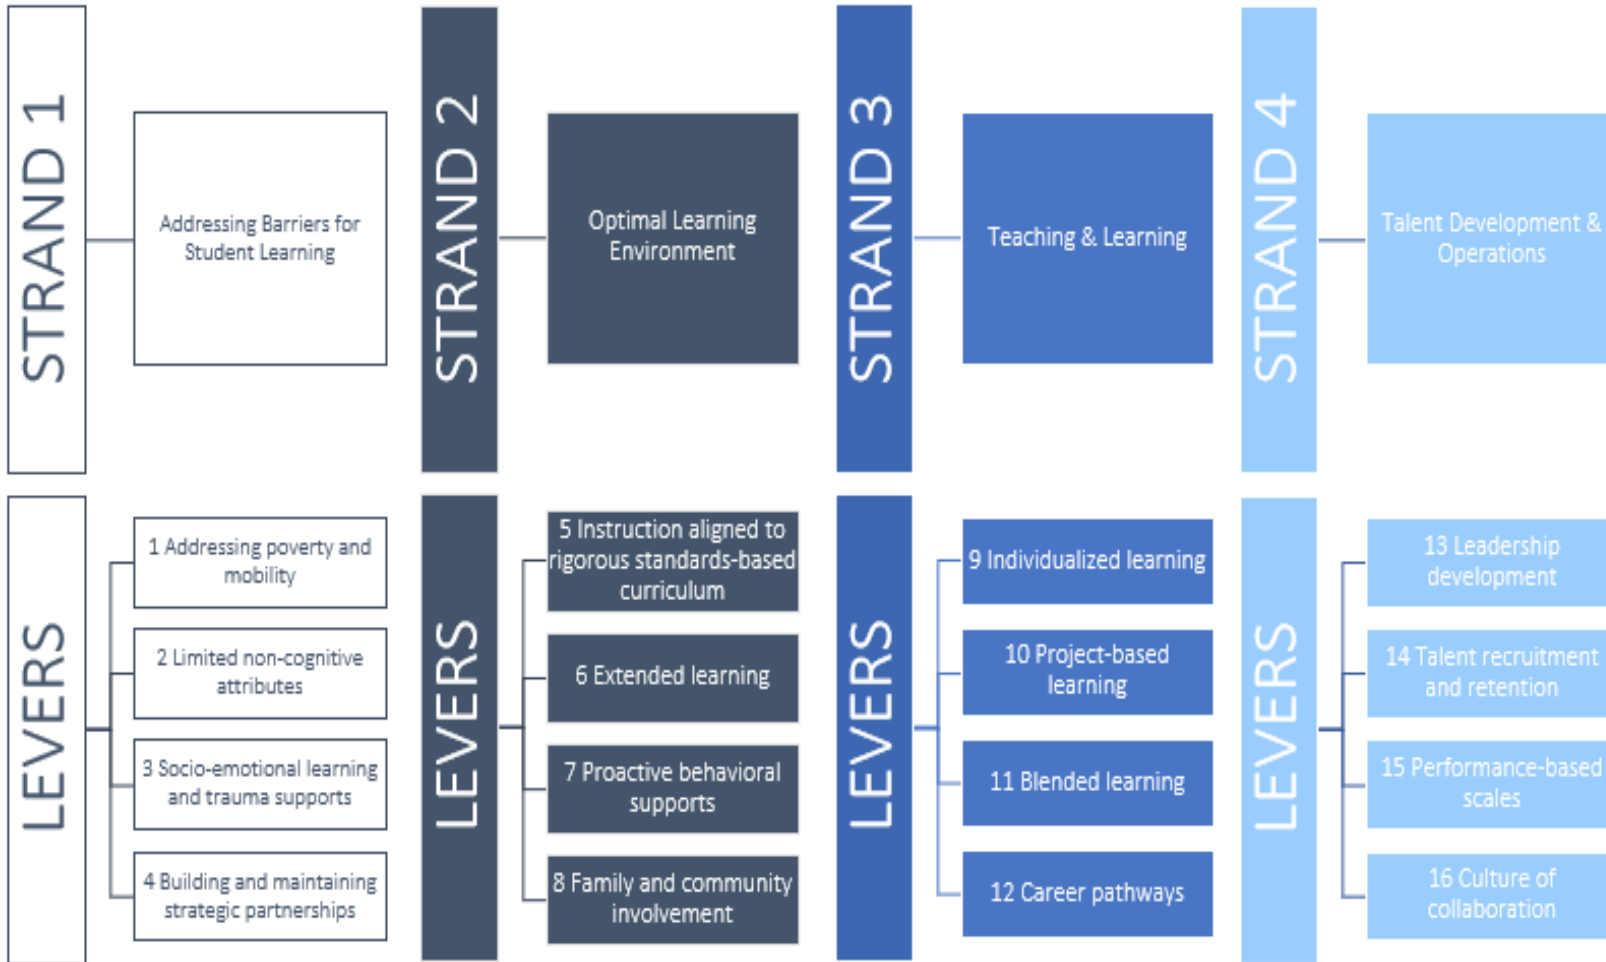 STRAND 1
Addressing Barriers for
Student Learning
STRAND 2
Optimal Learning
Environment
STRAND 3
Teaching & Learning
STRAND 4
Talent Development &
Operations
LEVERS
1 Addressing poverty and
mobility
2 Limited non-cognitive
attributes
3 Socio-emotional learning
and trauma supports
4 Building and maintaining
strategic partnerships
LEVERS
5 Instruction aligned to
rigorous standards-based
curriculum
6 Extended learning
7 Proactive behavioral
supports
8 Family and community
involvement
LEVERS
9 Individualized learning
10 Project-based
learning
11 Blended learning
12 Career pathways
LEVERS
13 Leadership
development
14 Talent recruitment
and retention
15 Performance-based
scales
16 Culture of
collaboration